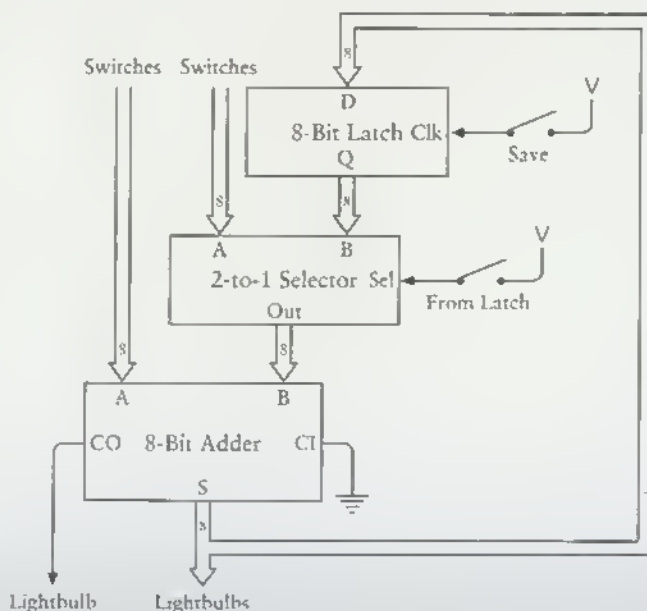 8
Switches Switches
V
D
8-Bit Latch Clk
Q
Save
8
8
A B
V
2-to-1 Selector Sel
Out
From Latch
8
8
A B
CO 8-Bit Adder CI
S
8
Lightbulb Lightbulbs